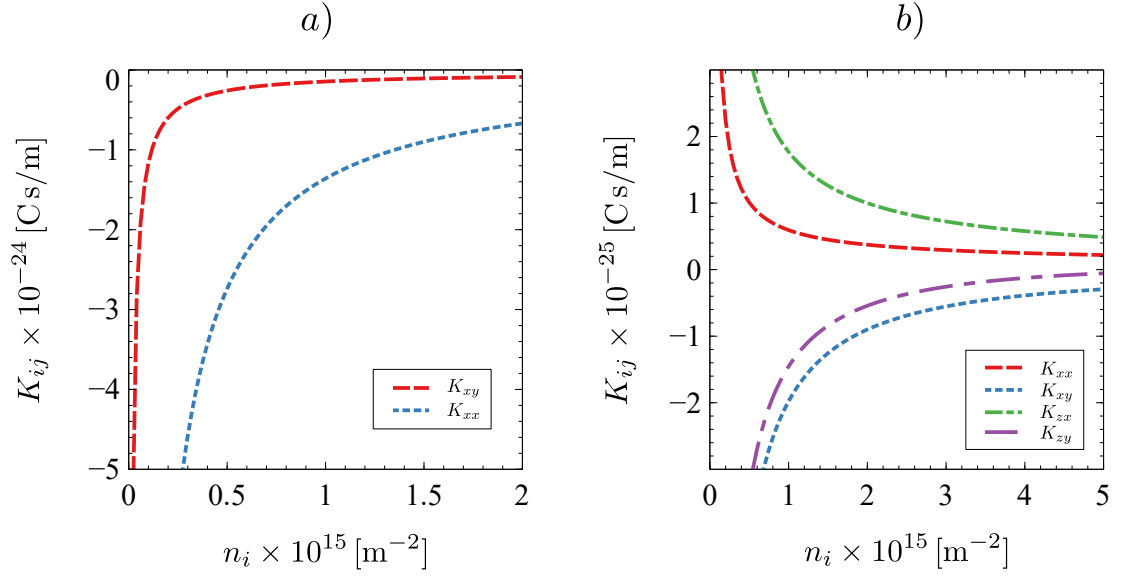 a)
K_{ij} × 10^{−24} [C s/m]
0
−1
−2
−3
−4
−5
K_{xy}
K_{xx}
0 0.5 1 1.5 2
n_i × 10^{15} [m^{−2}]
b)
K_{ij} × 10^{−25} [C s/m]
2
1
0
-1
-2
K_{xx}
K_{xy}
K_{zx}
K_{zy}
0 1 2 3 4 5
n_i × 10^{15} [m^{−2}]